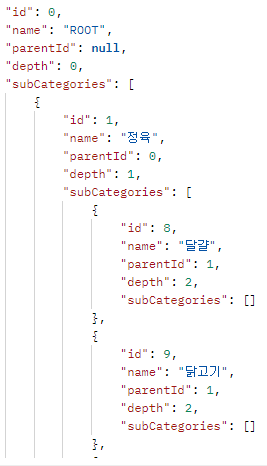 "id": 0,
"name": "ROOT",
"parentId": null,
"depth": 0,
"subCategories": [
{
"id": 1,
"name": "정육",
"parentId": 0,
"depth": 1,
"subCategories": [
{
"id": 8,
"name": "달걀",
"parentId": 1,
"depth": 2,
"subCategories": []
},
{
"id": 9,
"name": "닭고기",
"parentId": 1,
"depth": 2,
"subCategories": []
},